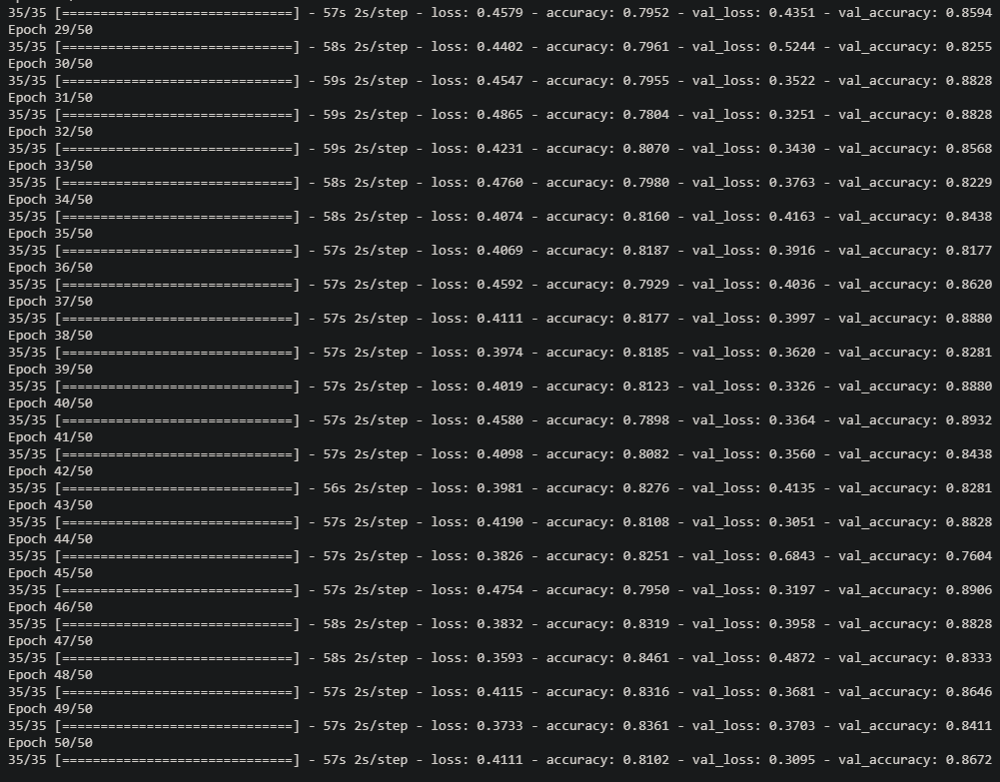 35/35 [==============================] - 57s 2s/step - loss: 0.4579 - accuracy: 0.7952 - val_loss: 0.4351 - val_accuracy: 0.8594
Epoch 29/50
35/35 [==============================] - 58s 2s/step - loss: 0.4402 - accuracy: 0.7961 - val_loss: 0.5244 - val_accuracy: 0.8255
Epoch 30/50
35/35 [==============================] - 59s 2s/step - loss: 0.4547 - accuracy: 0.7955 - val_loss: 0.3522 - val_accuracy: 0.8828
Epoch 31/50
35/35 [==============================] - 59s 2s/step - loss: 0.4865 - accuracy: 0.7804 - val_loss: 0.3251 - val_accuracy: 0.8828
Epoch 32/50
35/35 [==============================] - 59s 2s/step - loss: 0.4231 - accuracy: 0.8070 - val_loss: 0.3430 - val_accuracy: 0.8568
Epoch 33/50
35/35 [==============================] - 58s 2s/step - loss: 0.4760 - accuracy: 0.7980 - val_loss: 0.3763 - val_accuracy: 0.8229
Epoch 34/50
35/35 [==============================] - 58s 2s/step - loss: 0.4074 - accuracy: 0.8160 - val_loss: 0.4163 - val_accuracy: 0.8438
Epoch 35/50
35/35 [==============================] - 57s 2s/step - loss: 0.4069 - accuracy: 0.8187 - val_loss: 0.3916 - val_accuracy: 0.8177
Epoch 36/50
35/35 [==============================] - 57s 2s/step - loss: 0.4592 - accuracy: 0.7929 - val_loss: 0.4036 - val_accuracy: 0.8620
Epoch 37/50
35/35 [==============================] - 57s 2s/step - loss: 0.4111 - accuracy: 0.8177 - val_loss: 0.3997 - val_accuracy: 0.8880
Epoch 38/50
35/35 [==============================] - 57s 2s/step - loss: 0.3974 - accuracy: 0.8185 - val_loss: 0.3620 - val_accuracy: 0.8281
Epoch 39/50
35/35 [==============================] - 57s 2s/step - loss: 0.4019 - accuracy: 0.8123 - val_loss: 0.3326 - val_accuracy: 0.8880
Epoch 40/50
35/35 [==============================] - 57s 2s/step - loss: 0.4580 - accuracy: 0.7898 - val_loss: 0.3364 - val_accuracy: 0.8932
Epoch 41/50
35/35 [==============================] - 57s 2s/step - loss: 0.4098 - accuracy: 0.8082 - val_loss: 0.3560 - val_accuracy: 0.8438
Epoch 42/50
35/35 [==============================] - 56s 2s/step - loss: 0.3981 - accuracy: 0.8276 - val_loss: 0.4135 - val_accuracy: 0.8281
Epoch 43/50
35/35 [==============================] - 57s 2s/step - loss: 0.4190 - accuracy: 0.8108 - val_loss: 0.3051 - val_accuracy: 0.8828
Epoch 44/50
35/35 [==============================] - 57s 2s/step - loss: 0.3826 - accuracy: 0.8251 - val_loss: 0.6843 - val_accuracy: 0.7604
Epoch 45/50
35/35 [==============================] - 57s 2s/step - loss: 0.4754 - accuracy: 0.7950 - val_loss: 0.3197 - val_accuracy: 0.8906
Epoch 46/50
35/35 [==============================] - 58s 2s/step - loss: 0.3832 - accuracy: 0.8319 - val_loss: 0.3958 - val_accuracy: 0.8828
Epoch 47/50
35/35 [==============================] - 58s 2s/step - loss: 0.3593 - accuracy: 0.8461 - val_loss: 0.4872 - val_accuracy: 0.8333
Epoch 48/50
35/35 [==============================] - 57s 2s/step - loss: 0.4115 - accuracy: 0.8316 - val_loss: 0.3681 - val_accuracy: 0.8646
Epoch 49/50
35/35 [==============================] - 57s 2s/step - loss: 0.3733 - accuracy: 0.8361 - val_loss: 0.3703 - val_accuracy: 0.8411
Epoch 50/50
35/35 [==============================] - 57s 2s/step - loss: 0.4111 - accuracy: 0.8102 - val_loss: 0.3095 - val_accuracy: 0.8672